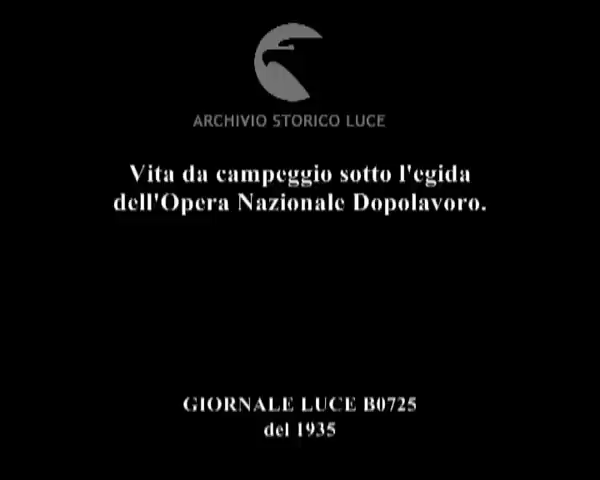 ARCHIVIO STORICO LUCE
Vita da campeggio sotto l'egida
dell'Opera Nazionale Dopolavoro.
GIORNALE LUCE B0725
del 1935